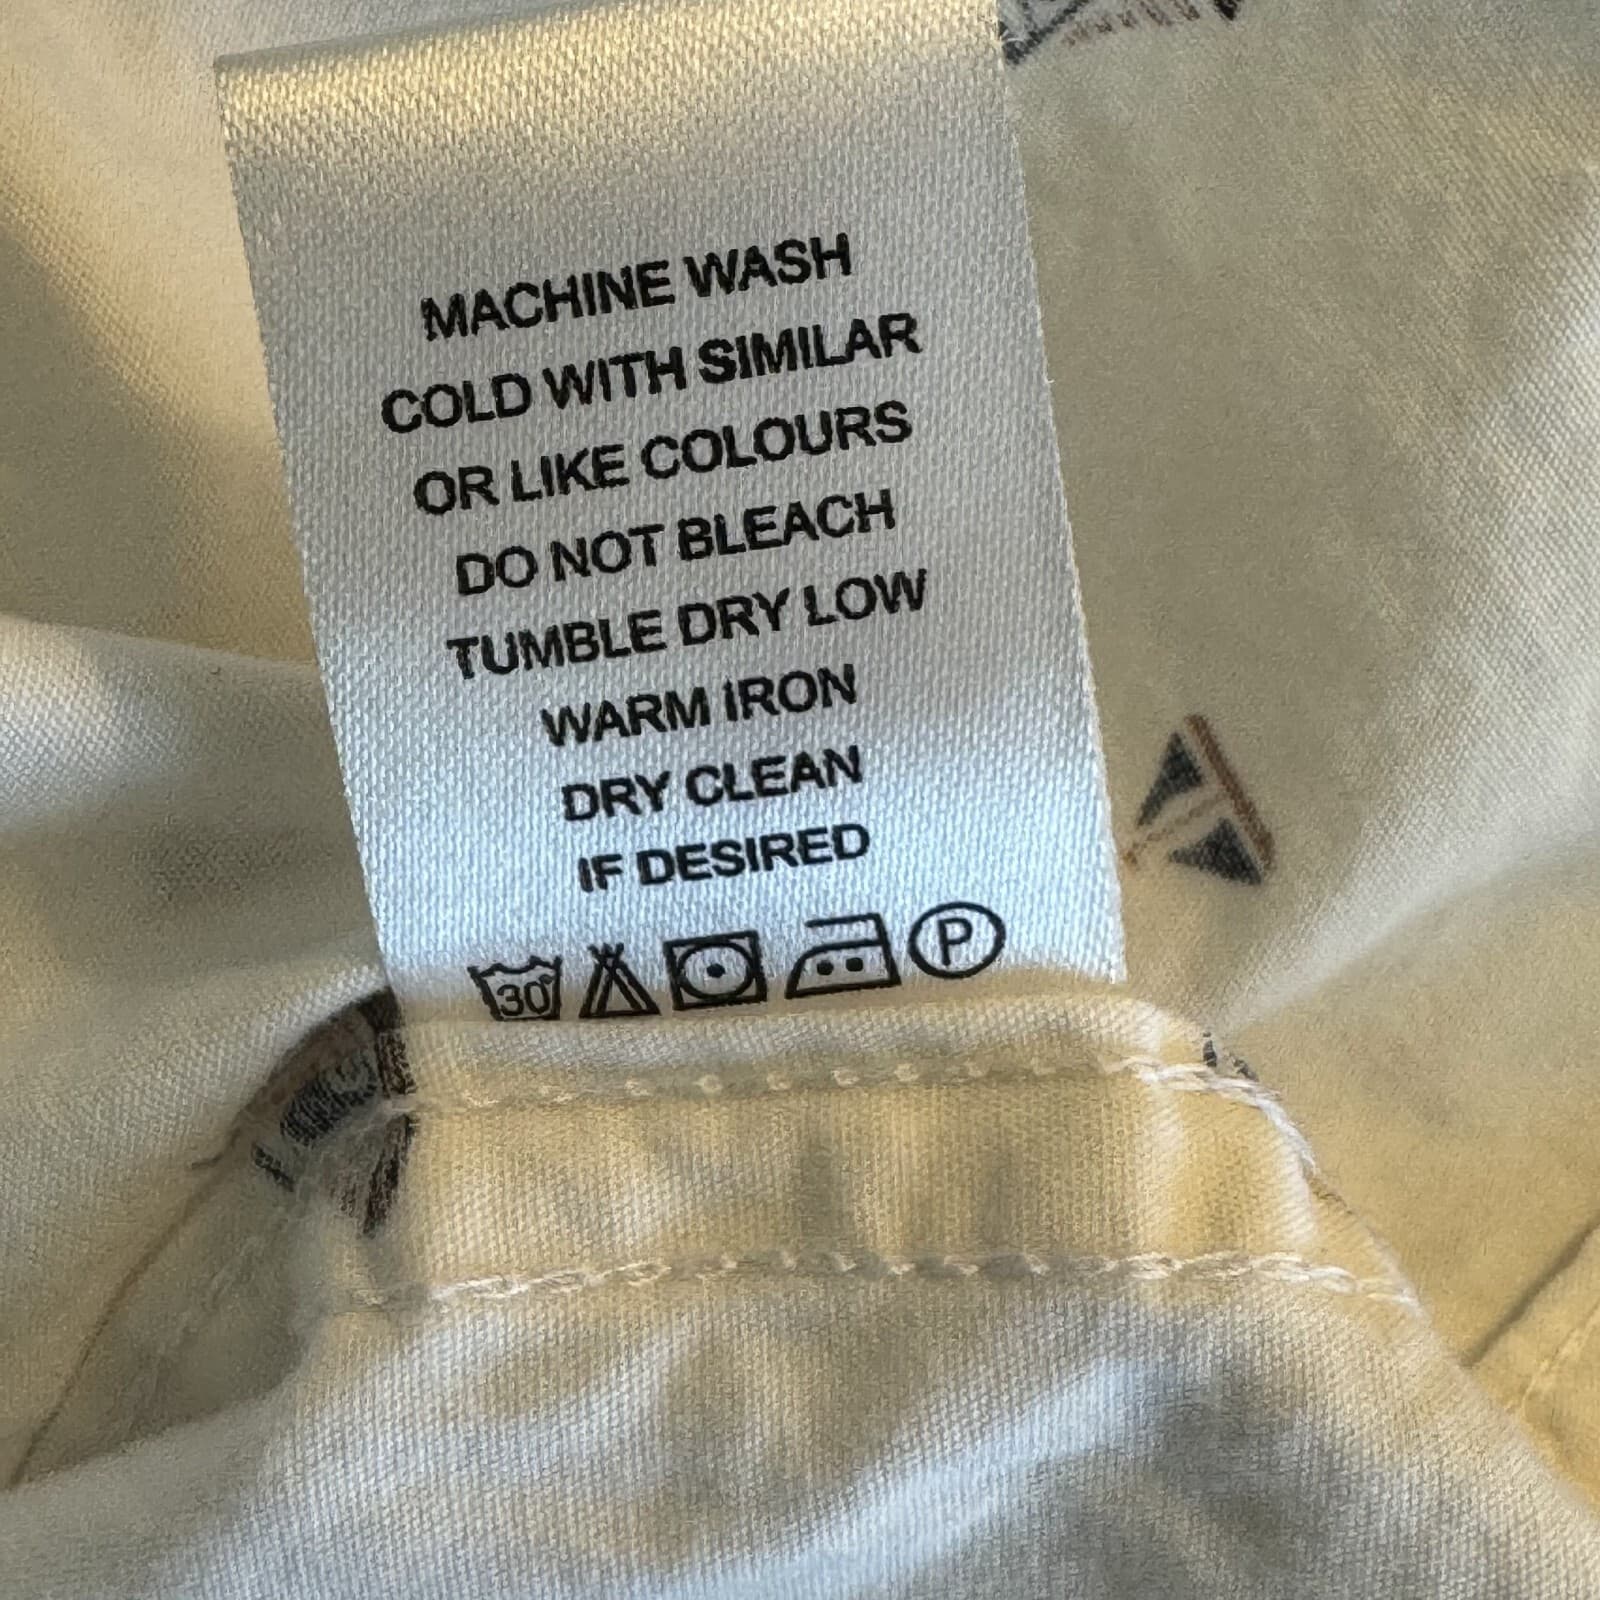 MACHINE WASH
COLD WITH SIMILAR
OR LIKE COLOURS
DO NOT BLEACH
TUMBLE DRY LOW
WARM IRON
DRY CLEAN
IF DESIRED
30° P